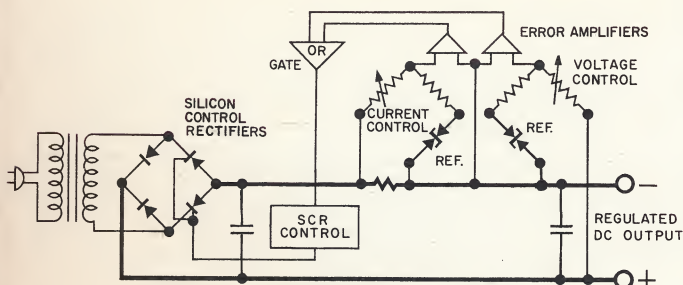 OR
GATE
ERROR AMPLIFIERS
VOLTAGE
CONTROL
SILICON
CONTROL
RECTIFIERS
CURRENT
CONTROL
REF.
REF.
−
SCR
CONTROL
REGULATED
DC OUTPUT
+